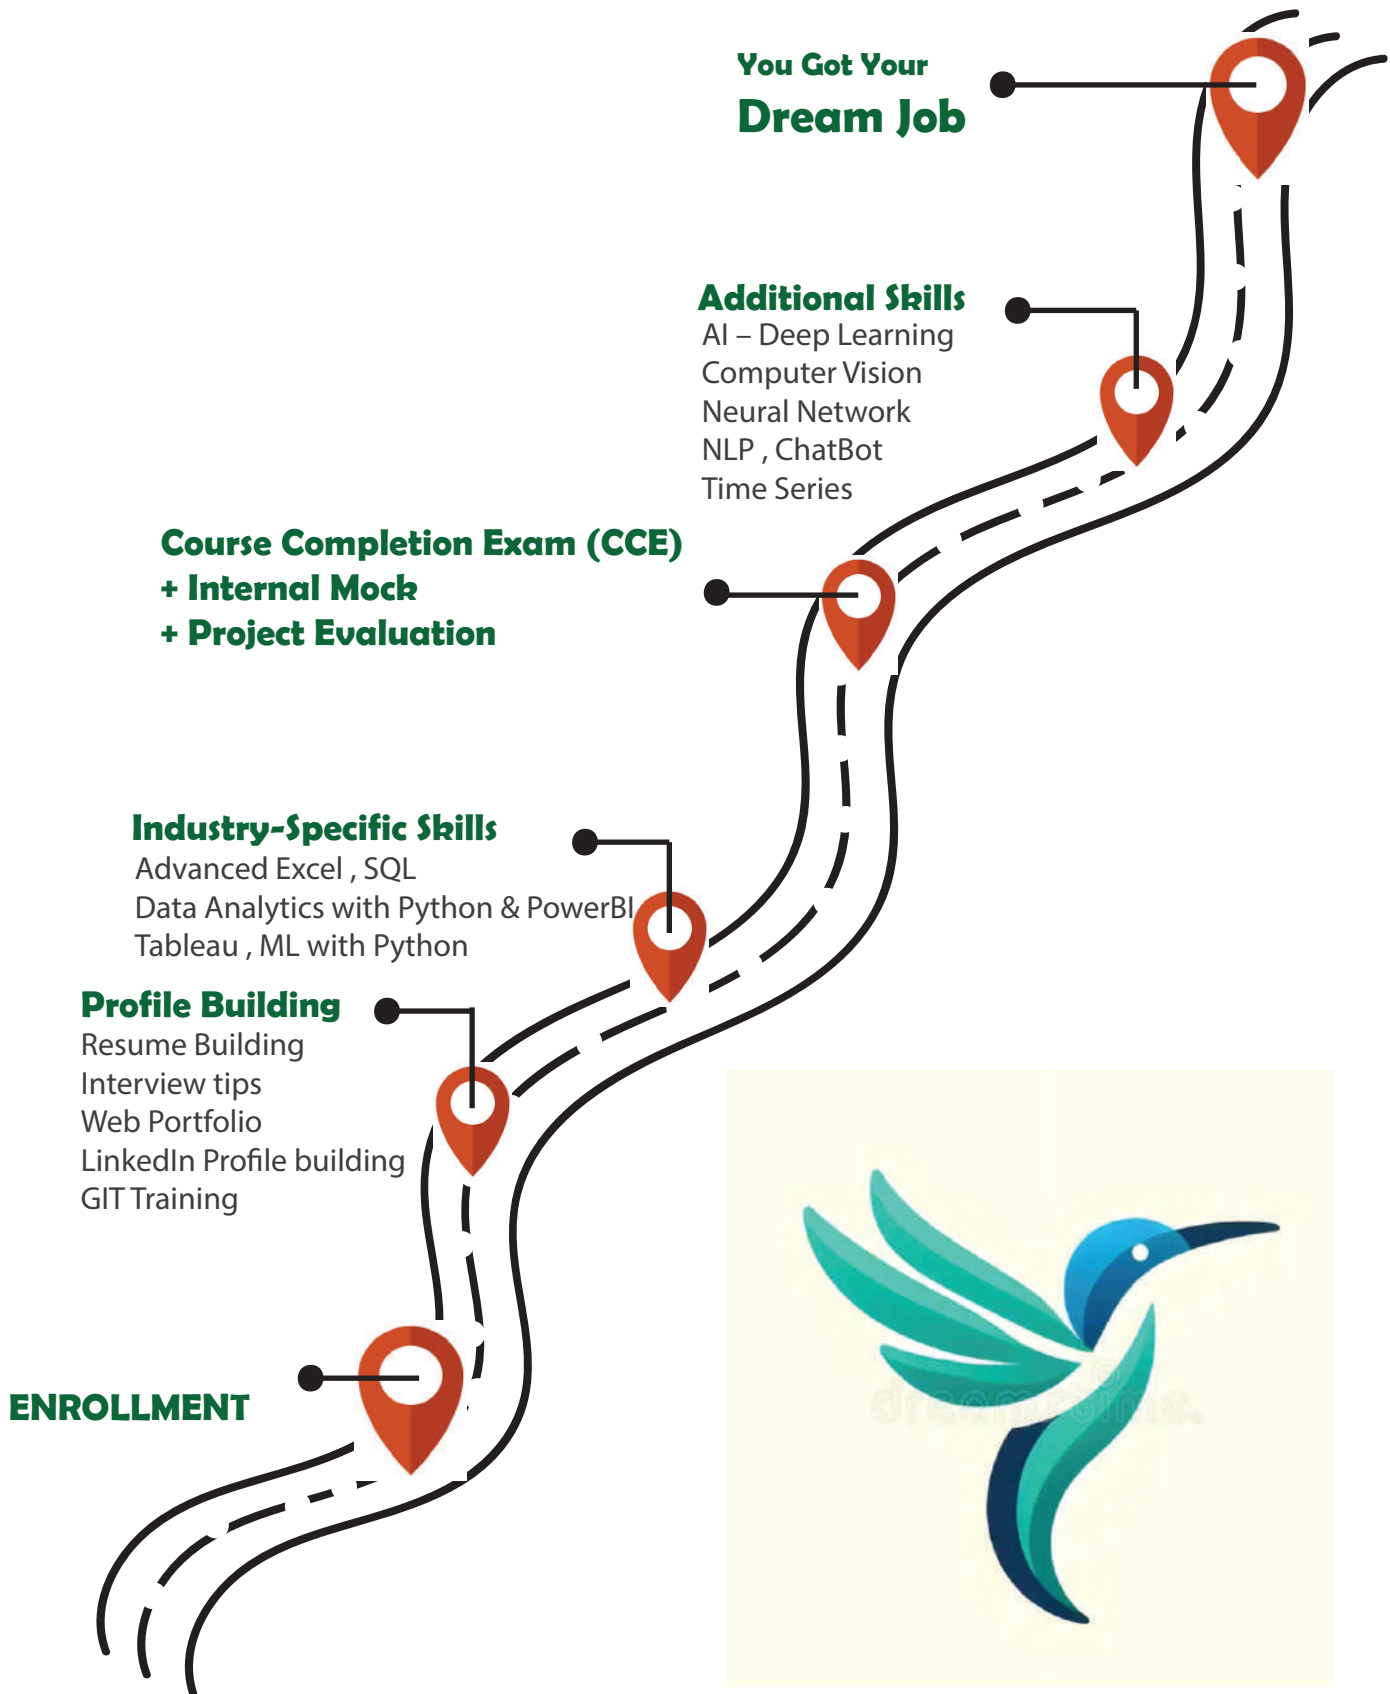 You Got Your
Dream Job
Additional Skills
AI – Deep Learning
Computer Vision
Neural Network
NLP , ChatBot
Time Series
Course Completion Exam (CCE)
+ Internal Mock
+ Project Evaluation
Industry-Specific Skills
Advanced Excel , SQL
Data Analytics with Python & PowerBI
Tableau , ML with Python
Profile Building
Resume Building
Interview tips
Web Portfolio
LinkedIn Profile building
GIT Training
ENROLLMENT
dreamstime.